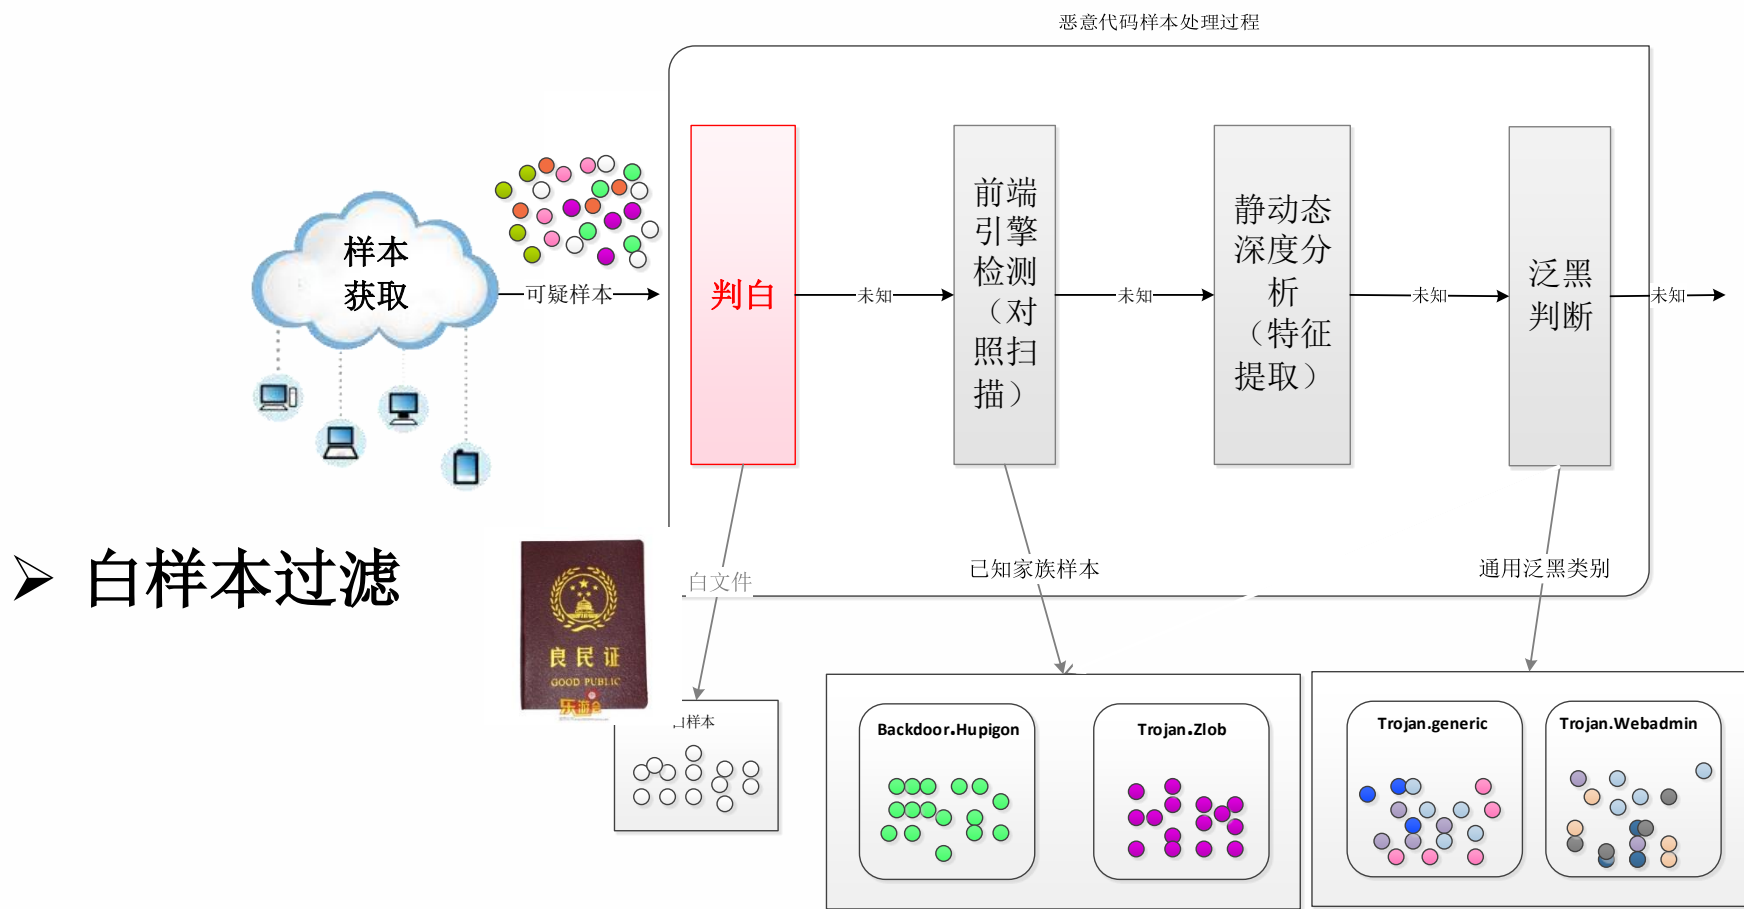 恶意代码样本处理过程
样本
获取
可疑样本
判白
未知
前端
引擎
检测
（对
照扫
描）
未知
静动态
深度分
析
（特征
提取）
未知
泛黑
判断
未知
➢ 白样本过滤
白文件
已知家族样本
通用泛黑类别
良民证
GOOD PUBLIC
乐游会
白样本
Backdoor.Hupigon
Trojan.Zlob
Trojan.generic
Trojan.Webadmin